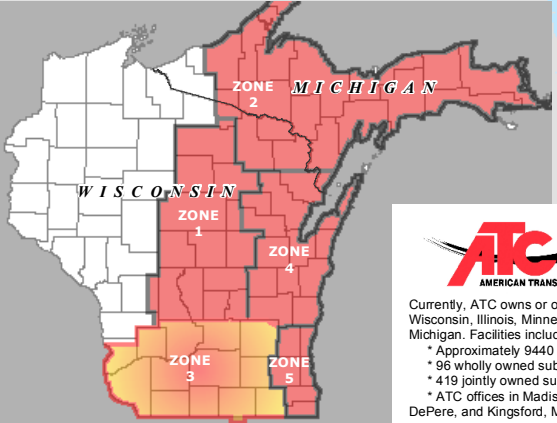 ZONE
2
MICHIGAN
WISCONSIN
ZONE
1
ZONE
4
ZONE
3
ZONE
5
ATC
AMERICAN TRANS
Currently, ATC owns or o
Wisconsin, Illinois, Minne
Michigan. Facilities includ
* Approximately 9440
* 96 wholly owned sub
* 419 jointly owned su
* ATC offices in Madis
DePere, and Kingsford, M